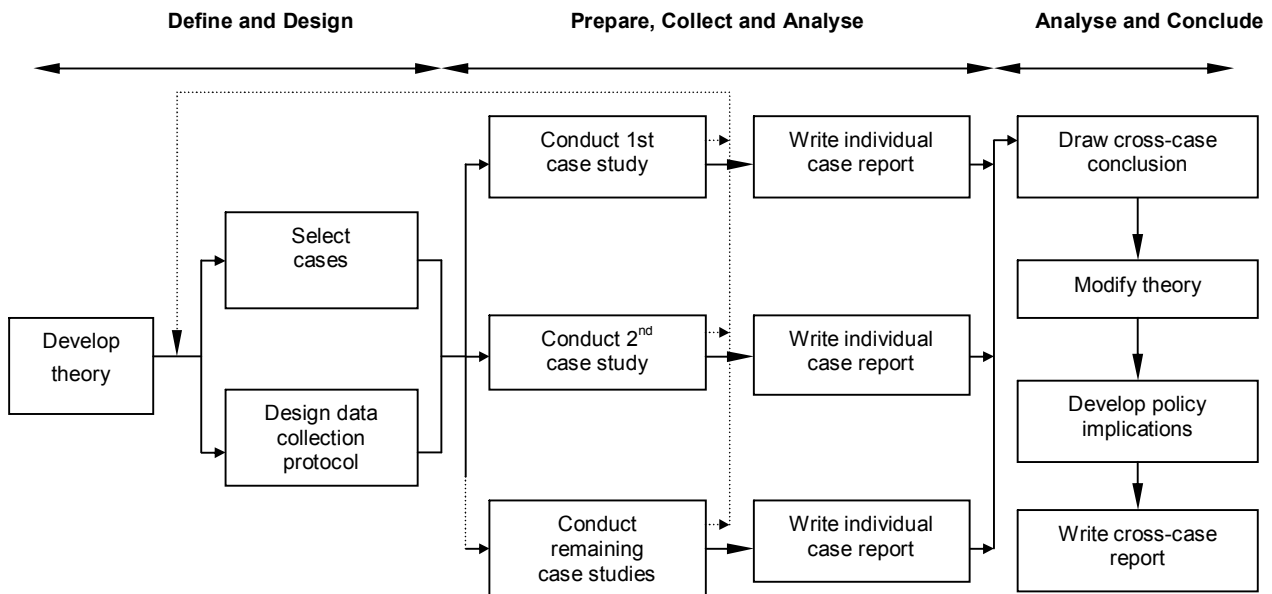 Define and Design
Prepare, Collect and Analyse
Analyse and Conclude
Develop
theory
Select
cases
Design data
collection
protocol
Conduct 1st
case study
Conduct 2nd
case study
Conduct
remaining
case studies
Write individual
case report
Write individual
case report
Write individual
case report
Draw cross-case
conclusion
Modify theory
Develop policy
implications
Write cross-case
report